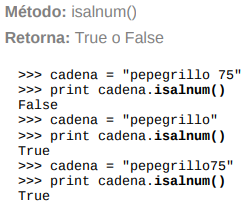 Método: isalnum()
Retorna: True o False
>>> cadena = "pepegrillo 75"
>>> print cadena.isalnum()
False
>>> cadena = "pepegrillo"
>>> print cadena.isalnum()
True
>>> cadena = "pepegrillo75"
>>> print cadena.isalnum()
True